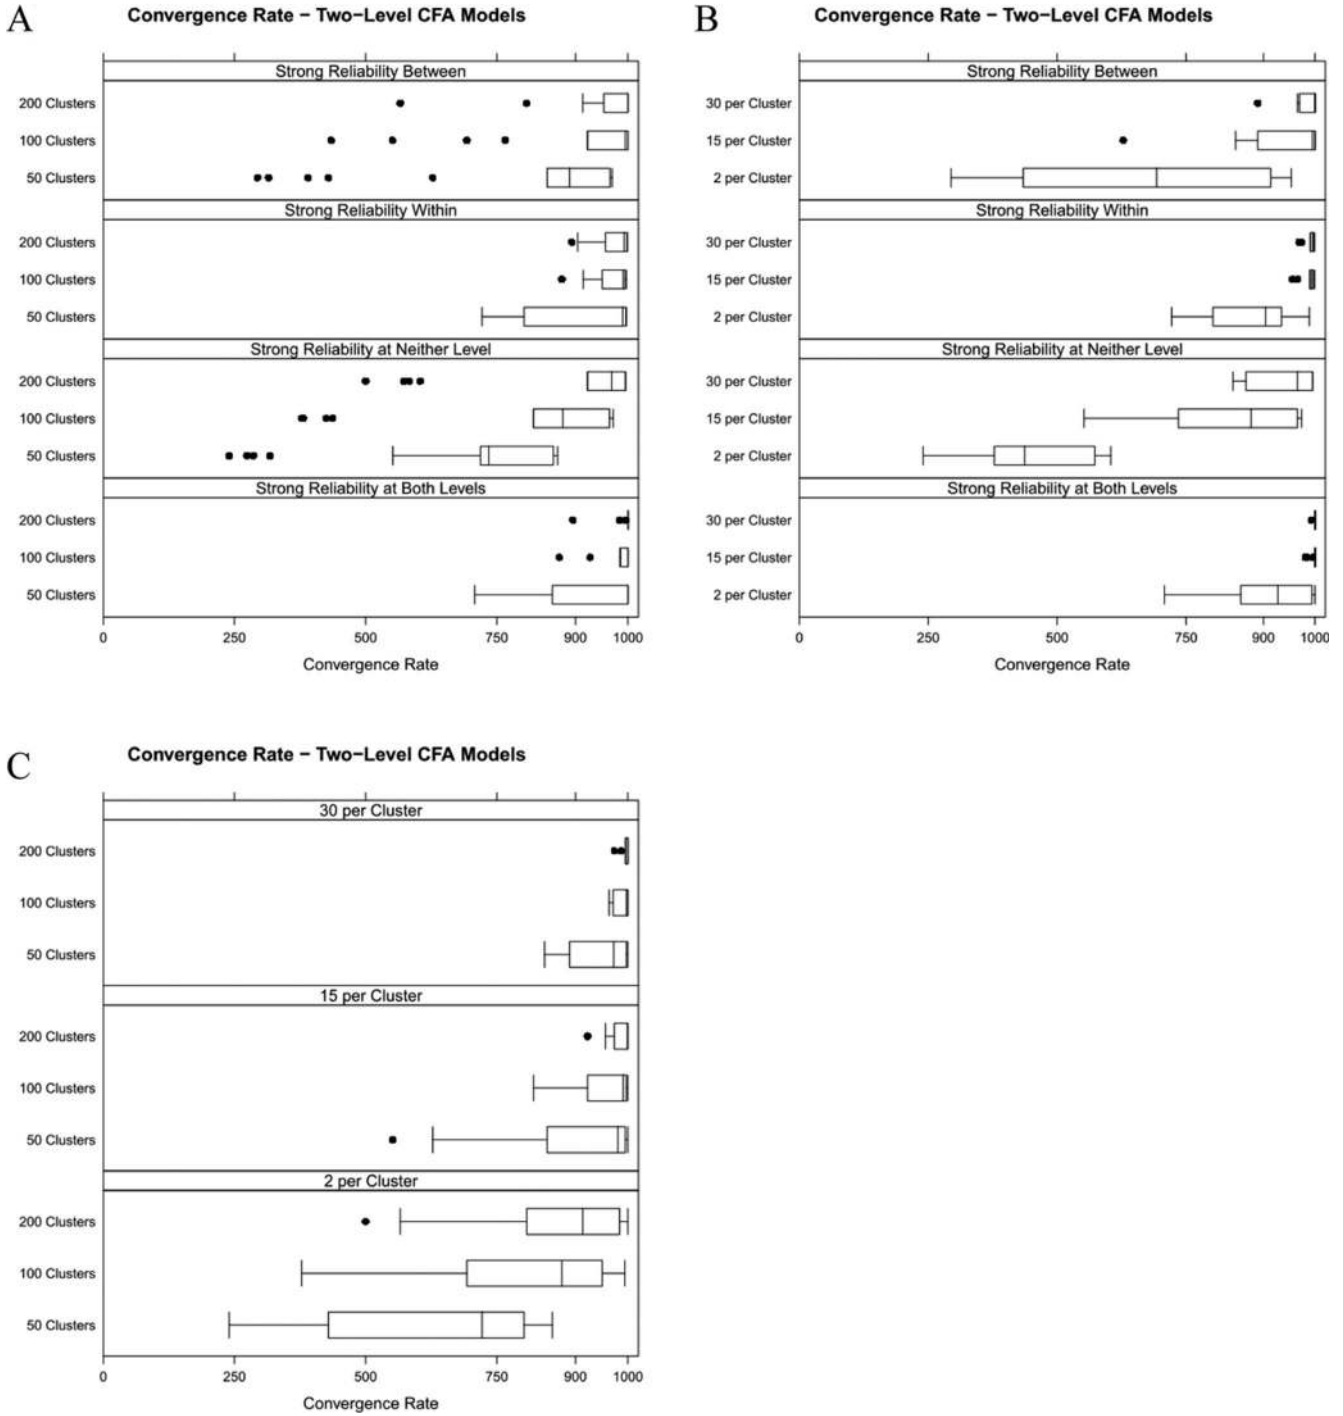 A
Convergence Rate − Two−Level CFA Models
Strong Reliability Between
200 Clusters
100 Clusters
50 Clusters
Strong Reliability Within
200 Clusters
100 Clusters
50 Clusters
Strong Reliability at Neither Level
200 Clusters
100 Clusters
50 Clusters
Strong Reliability at Both Levels
200 Clusters
100 Clusters
50 Clusters
0 250 500 750 900 1000
Convergence Rate
B
Convergence Rate − Two−Level CFA Models
Strong Reliability Between
30 per Cluster
15 per Cluster
2 per Cluster
Strong Reliability Within
30 per Cluster
15 per Cluster
2 per Cluster
Strong Reliability at Neither Level
30 per Cluster
15 per Cluster
2 per Cluster
Strong Reliability at Both Levels
30 per Cluster
15 per Cluster
2 per Cluster
0 250 500 750 900 1000
Convergence Rate
C
Convergence Rate − Two−Level CFA Models
30 per Cluster
200 Clusters
100 Clusters
50 Clusters
15 per Cluster
200 Clusters
100 Clusters
50 Clusters
2 per Cluster
200 Clusters
100 Clusters
50 Clusters
0 250 500 750 900 1000
Convergence Rate